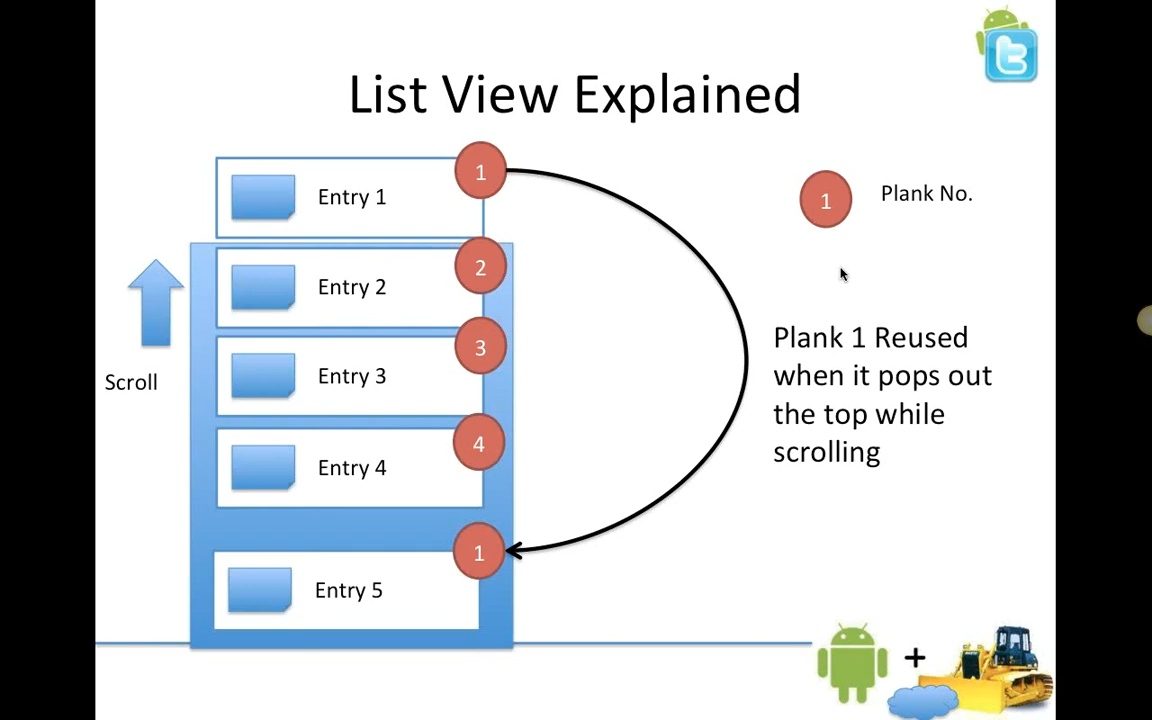 List View Explained
1
Entry 1
1
Plank No.
2
Entry 2
3
Entry 3
Plank 1 Reused
when it pops out
the top while
scrolling
Scroll
4
Entry 4
1
Entry 5
+